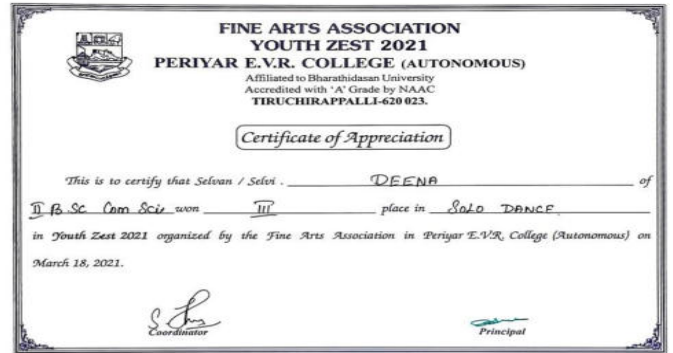 FINE ARTS ASSOCIATION
YOUTH ZEST 2021
PERIYAR E.V.R. COLLEGE (AUTONOMOUS)
Affiliated to Bharathidasan University
Accredited with 'A' Grade by NAAC
TIRUCHIRAPPALLI-620 023.
Certificate of Appreciation
This is to certify that Selvan / Selvi . DEENA of
II B.Sc Com Sci won III place in SOLO DANCE
in Youth Zest 2021 organized by the Fine Arts Association in Periyar E.V.R. College (Autonomous) on
March 18, 2021.
Coordinator Principal